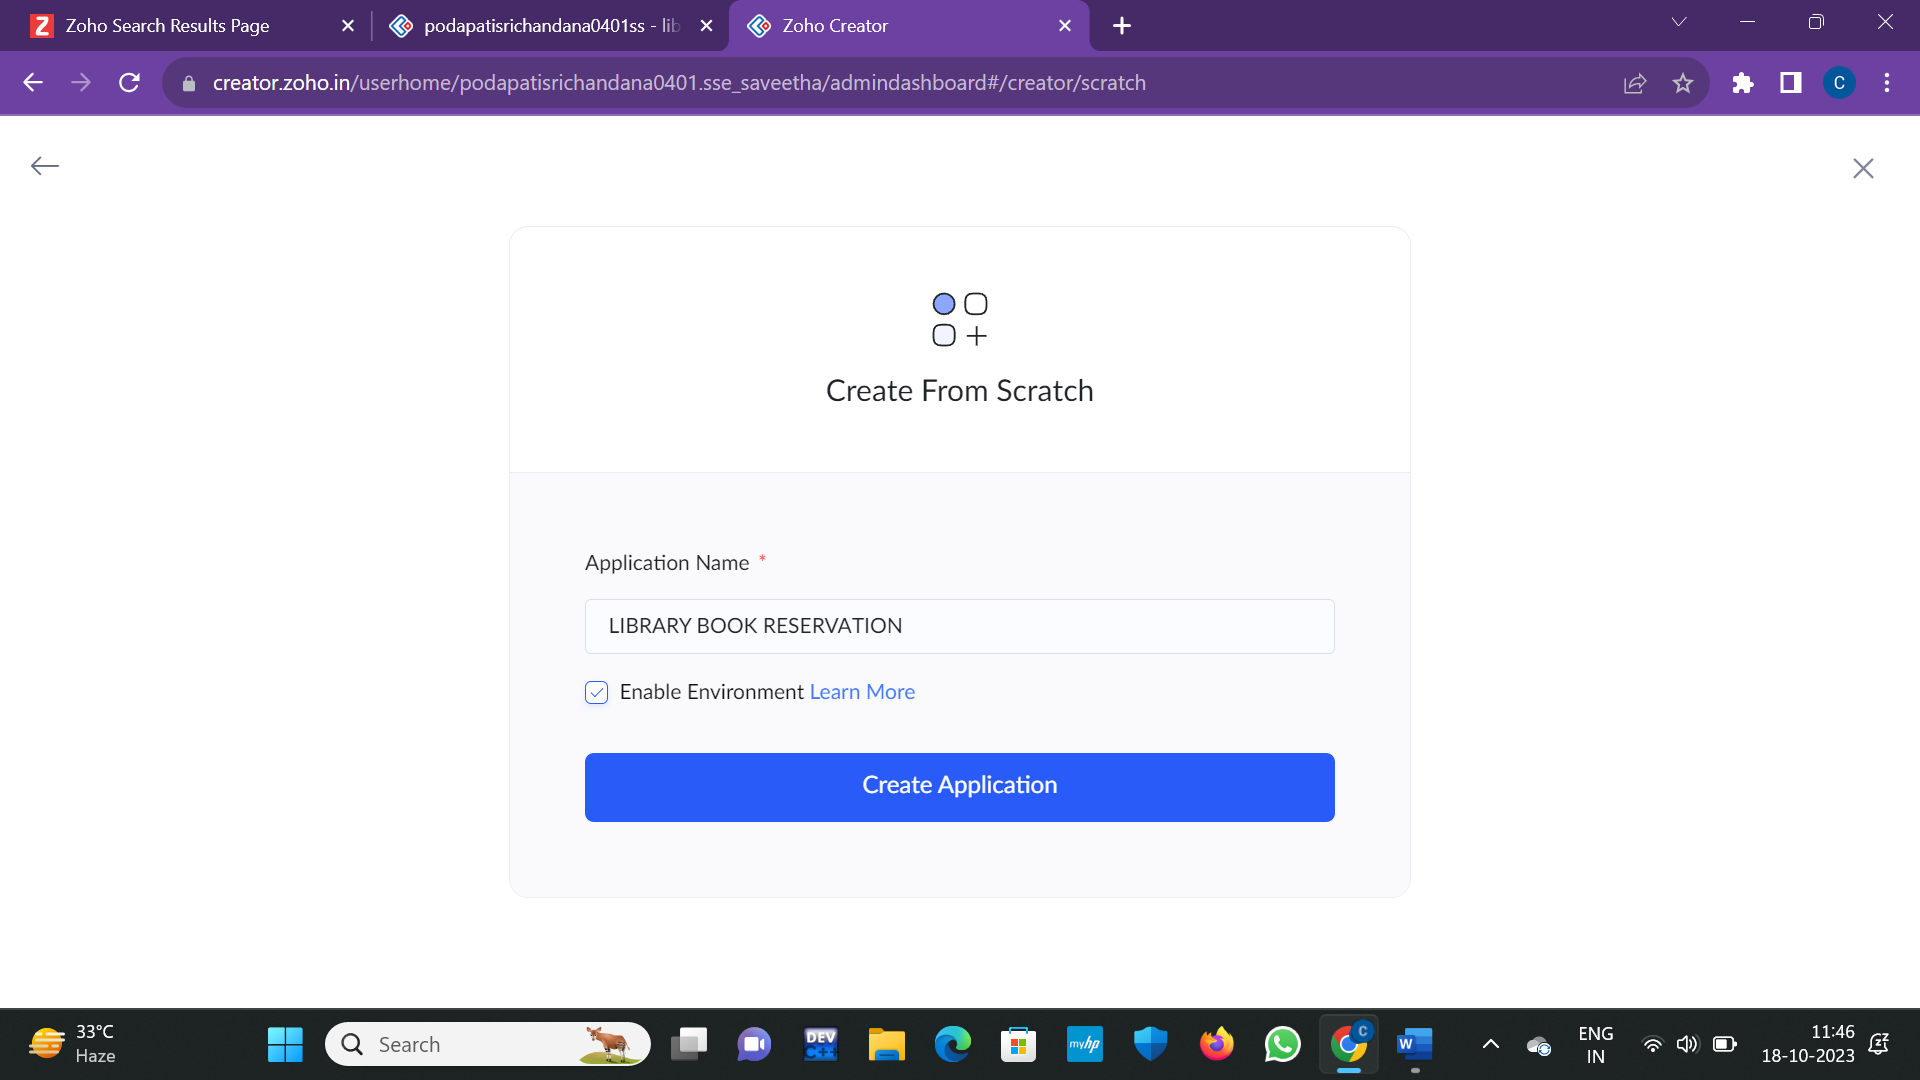 Zoho Search Results Page
podapatisrichandana0401ss - lib
Zoho Creator
creator.zoho.in/userhome/podapatisrichandana0401.sse_saveetha/admindashboard#/creator/scratch
C
Create From Scratch
Application Name *
LIBRARY BOOK RESERVATION
Enable Environment Learn More
Create Application
33°C
Haze
Search
DEV
C++
myhp
C
W
ENG
IN
11:46
18-10-2023